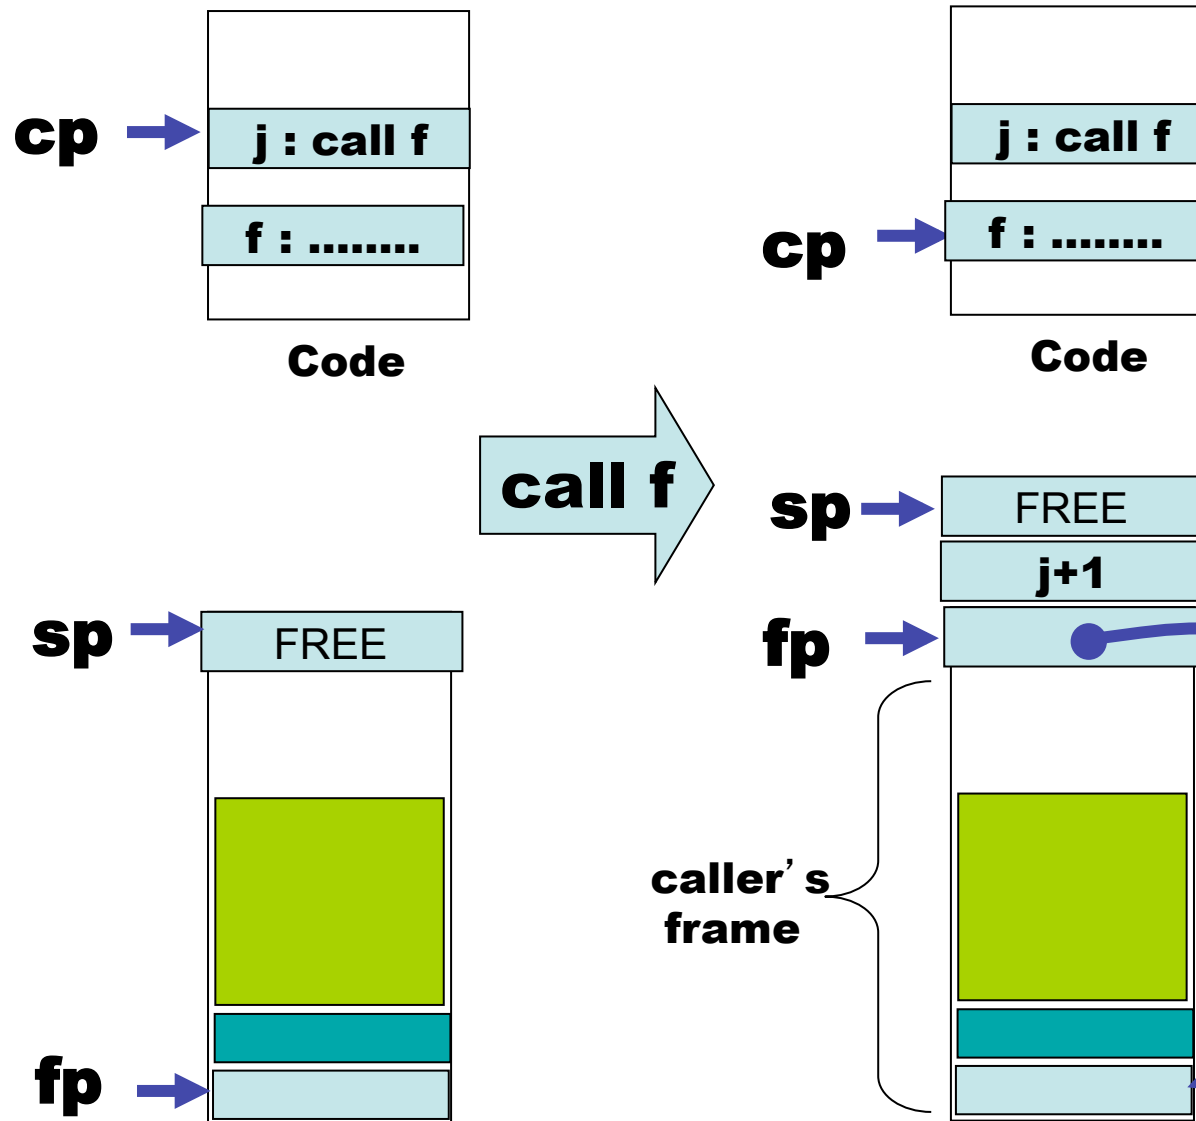 cp
j : call f
f : ........
Code
call f
sp
FREE
fp
cp
j : call f
f : ........
Code
sp
FREE
j+1
fp
caller’s
frame